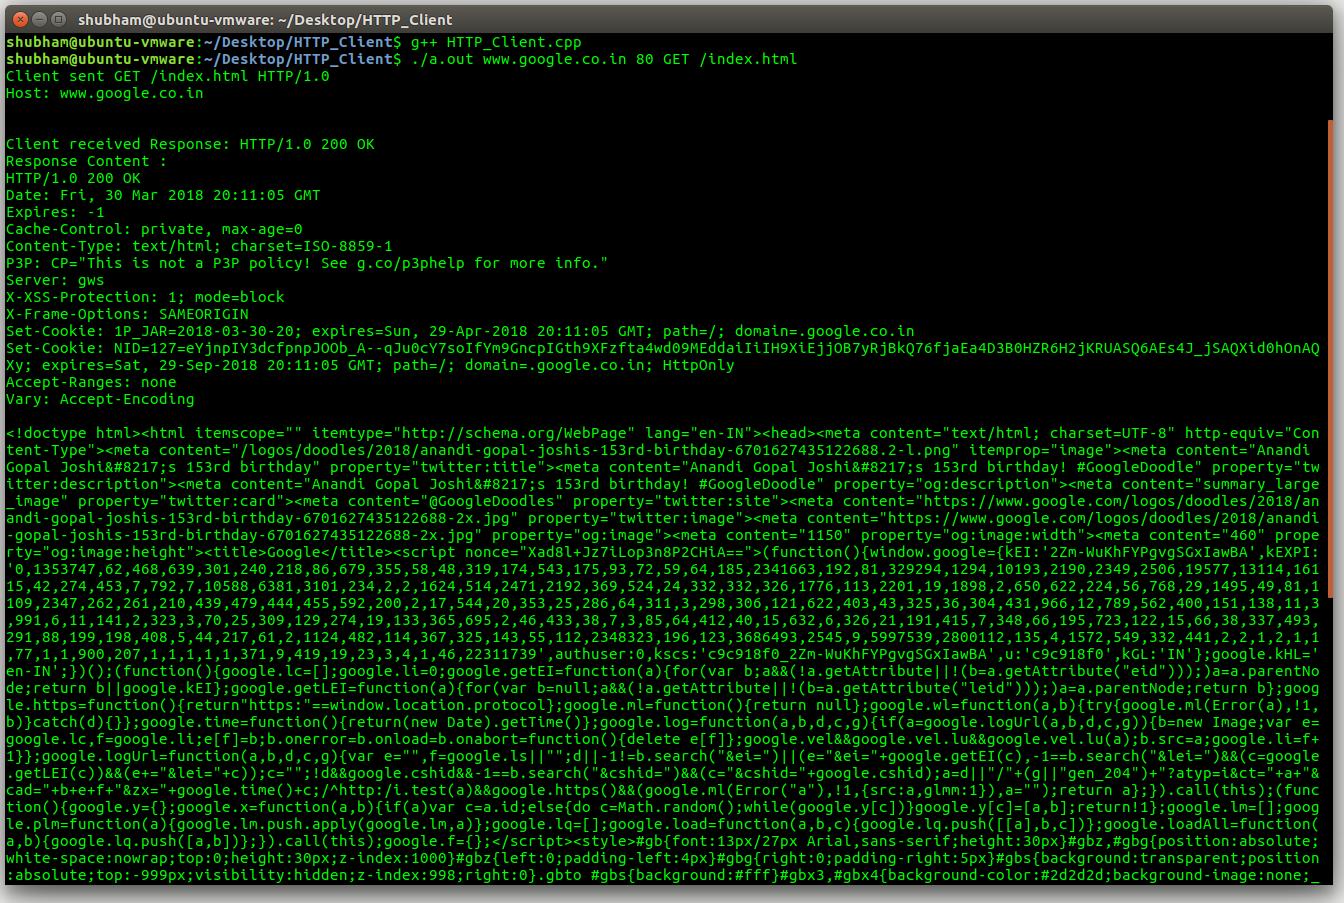 shubham@ubuntu-vmware: ~/Desktop/HTTP_Client
shubham@ubuntu-vmware:~/Desktop/HTTP_Client$ g++ HTTP_Client.cpp
shubham@ubuntu-vmware:~/Desktop/HTTP_Client$ ./a.out www.google.co.in 80 GET /index.html
Client sent GET /index.html HTTP/1.0
Host: www.google.co.in
Client received Response: HTTP/1.0 200 OK
Response Content :
HTTP/1.0 200 OK
Date: Fri, 30 Mar 2018 20:11:05 GMT
Expires: -1
Cache-Control: private, max-age=0
Content-Type: text/html; charset=ISO-8859-1
P3P: CP="This is not a P3P policy! See g.co/p3phelp for more info."
Server: gws
X-XSS-Protection: 1; mode=block
X-Frame-Options: SAMEORIGIN
Set-Cookie: 1P_JAR=2018-03-30-20; expires=Sun, 29-Apr-2018 20:11:05 GMT; path=/; domain=.google.co.in
Set-Cookie: NID=127=eYjnpIY3dcfpnpJOOb_A--qJu0cY7soIfYm9GncpIGth9XFzfta4wd09MEddaiIiIH9XiEjjOB7yRjBkQ76fjaEa4D3B0HZR6H2jKRUASQ6AEs4J_jSAQXid0hOnAQ
Xy; expires=Sat, 29-Sep-2018 20:11:05 GMT; path=/; domain=.google.co.in; HttpOnly
Accept-Ranges: none
Vary: Accept-Encoding
<!doctype html><html itemscope="" itemtype="http://schema.org/WebPage" lang="en-IN"><head><meta content="text/html; charset=UTF-8" http-equiv="Con
tent-Type"><meta content="/logos/doodles/2018/anandi-gopal-joshis-153rd-birthday-6701627435122688.2-l.png" itemprop="image"><meta content="Anandi
Gopal Joshi&#8217;s 153rd birthday" property="twitter:title"><meta content="Anandi Gopal Joshi&#8217;s 153rd birthday! #GoogleDoodle" property="tw
itter:description"><meta content="Anandi Gopal Joshi&#8217;s 153rd birthday! #GoogleDoodle" property="og:description"><meta content="summary_large
_image" property="twitter:card"><meta content="@GoogleDoodles" property="twitter:site"><meta content="https://www.google.com/logos/doodles/2018/an
andi-gopal-joshis-153rd-birthday-6701627435122688-2x.jpg" property="twitter:image"><meta content="https://www.google.com/logos/doodles/2018/anandi
-gopal-joshis-153rd-birthday-6701627435122688-2x.jpg" property="og:image"><meta content="1150" property="og:image:width"><meta content="460" prope
rty="og:image:height"><title>Google</title><script nonce="Xad8l+Jz7iLop3n8P2CHiA==">(function(){window.google={kEI:'2Zm-WuKhFYPgvgSGxIawBA',kEXPI:
'0,1353747,62,468,639,301,240,218,86,679,355,58,48,319,174,543,175,93,72,59,64,185,2341663,192,81,329294,1294,10193,2190,2349,2506,19577,13114,161
15,42,274,453,7,792,7,10588,6381,3101,234,2,2,1624,514,2471,2192,369,524,24,332,332,326,1776,113,2201,19,1898,2,650,622,224,56,768,29,1495,49,81,1
109,2347,262,261,210,439,479,444,455,592,200,2,17,544,20,353,25,286,64,311,3,298,306,121,622,403,43,325,36,304,431,966,12,789,562,400,151,138,11,3
,991,6,11,141,2,323,3,70,25,309,129,274,19,133,365,695,2,46,433,38,7,3,85,64,412,40,15,632,6,326,21,191,415,7,348,66,195,723,122,15,66,38,337,493,
291,88,199,198,408,5,44,217,61,2,1124,482,114,367,325,143,55,112,2348323,196,123,3686493,2545,9,5997539,2800112,135,4,1572,549,332,441,2,2,1,2,1,1
,77,1,1,900,207,1,1,1,1,1,371,9,419,19,23,3,4,1,46,22311739',authuser:0,kscs:'c9c918f0_2Zm-WuKhFYPgvgSGxIawBA',u:'c9c918f0',kGL:'IN'};google.kHL='
en-IN';})();(function(){google.lc=[];google.li=0;google.getEI=function(a){for(var b;a&&(!a.getAttribute||!(b=a.getAttribute("eid")));)a=a.parentNo
de;return b||google.kEI};google.getLEI=function(a){for(var b=null;a&&(!a.getAttribute||!(b=a.getAttribute("leid")));)a=a.parentNode;return b};goog
le.https=function(){return"https:"==window.location.protocol};google.ml=function(){return null};google.wl=function(a,b){try{google.ml(Error(a),!1,
b)}catch(d){}};google.time=function(){return(new Date).getTime()};google.log=function(a,b,d,c,g){if(a=google.logUrl(a,b,d,c,g)){b=new Image;var e=
google.lc,f=google.li;e[f]=b;b.onerror=b.onload=b.onabort=function(){delete e[f]};google.vel&&google.vel.lu&&google.vel.lu(a);b.src=a;google.li=f+
1}};google.logUrl=function(a,b,d,c,g){var e="",f=google.ls||"";d||-1!=b.search("&ei=")||(e="&ei="+google.getEI(c),-1==b.search("&lei=")&&(c=google
.getLEI(c))&&(e+="&lei="+c));c="";!d&&google.cshid&&-1==b.search("&cshid=")&&(c="&cshid="+google.cshid);a=d||"/"+(g||"gen_204")+"?atyp=i&ct="+a+"&
cad="+b+e+f+"&zx="+google.time()+c;/^http:/i.test(a)&&google.https()&&(google.ml(Error("a"),!1,{src:a,glmm:1}),a="");return a};}).call(this);(func
tion(){google.y={};google.x=function(a,b){if(a)var c=a.id;else{do c=Math.random();while(google.y[c])}google.y[c]=[a,b];return!1};google.lm=[];goog
le.plm=function(a){google.lm.push.apply(google.lm,a)};google.lq=[];google.load=function(a,b,c){google.lq.push([[a],b,c])};google.loadAll=function(
a,b){google.lq.push([a,b])};}).call(this);google.f={};</script><style>#gb{font:13px/27px Arial,sans-serif;height:30px}#gbz,#gbg{position:absolute;
white-space:nowrap;top:0;height:30px;z-index:1000}#gbz{left:0;padding-left:4px}#gbg{right:0;padding-right:5px}#gbs{background:transparent;position
:absolute;top:-999px;visibility:hidden;z-index:998;right:0}.gbto #gbs{background:#fff}#gbx3,#gbx4{background-color:#2d2d2d;background-image:none;_